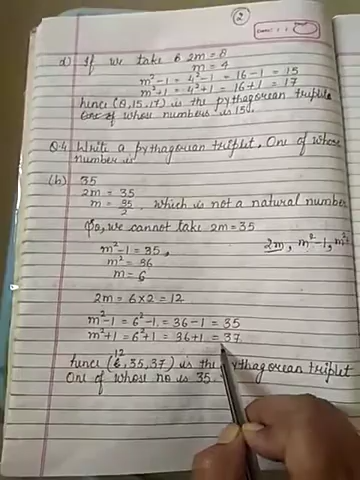 2
d) If we take 2m = 8
m = 4
m²-1 = 4²-1 = 16-1 = 15
m²+1 = 4²+1 = 16+1 = 17
hence (8,15,17) is the pythagorean triplet
One of whose numbers is 15.
Q.4 Write a pythagorean triplet. One of whose
number is
(b) 35
2m = 35
m = 35/2. which is not a natural number
So, we cannot take 2m = 35
2m, m²-1, m²+
m²-1 = 35,
m² = 36
m = 6
2m = 6×2 = 12
m²-1 = 6²-1 = 36-1 = 35
m²+1 = 6²+1 = 36+1 = 37
hence (12,35,37) is the pythagorean triplet
One of whose no is 35.